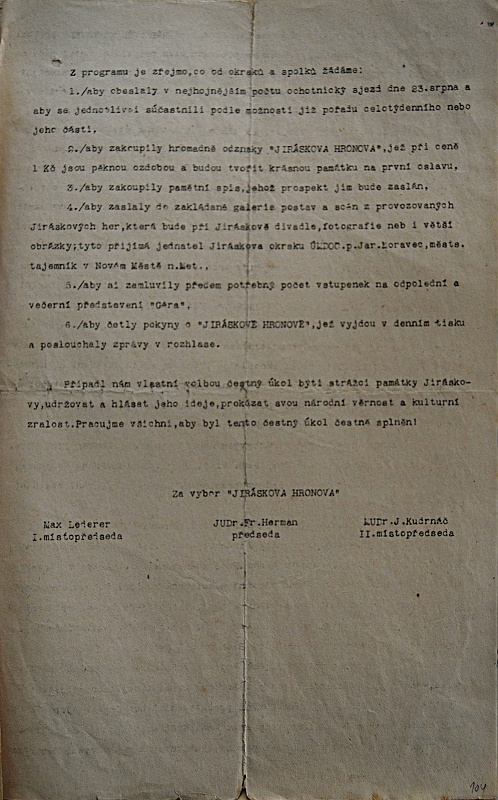 Z programu je zřejmo,co od okrsků a spolků žádáme:
1./aby obeslaly v nejhojnějším počtu ochotnický sjezd dne 23.srpna a
aby se jednotlivci súčastnili podle možnosti již pořadu celotýdenního nebo
jeho části,
2./aby zakoupily hromadně odznaky "JIRÁSKOVA HRONOVA",jež při ceně
1 Kč jsou pěknou ozdobou a budou tvořit krásnou památku na první oslavu,
3./aby zakoupily pamětní spis,jehož prospekt jim bude zaslán,
4./aby zaslaly do zakládané galerie postav a scén z provozovaných
Jiráskových her,která bude při Jiráskově divadle,fotografie neb i větší
obrázky;tyto přijímá jednatel Jiráskova okrsku ÚMDOČ.p.Jar.Moravec,měste.
tajemník v Novém Městě n.Met.,
5./aby si zamluvily předem potřebný počet vstupenek na odpolední a
večerní představení "Géra",
6./aby četly pokyny o "JIRÁSKOVĚ HRONOVĚ",jež vyjdou v denním tisku
a poslouchaly zprávy v rozhlase.
Připadl nám vlastní volbou čestný úkol býti strážci památky Jirásko-
vy,udržovat a hlásat jeho ideje,prokázat svou národní věrnost a kulturní
zralost.Pracujme všichni,aby byl tento čestný úkol čestně splněn!
Za výbor "JIRÁSKOVA HRONOVA"
Max Lederer JUDr.Fr.Herman MUDr.J.Kudrnáč
I.místopředseda předseda II.místopředseda
104